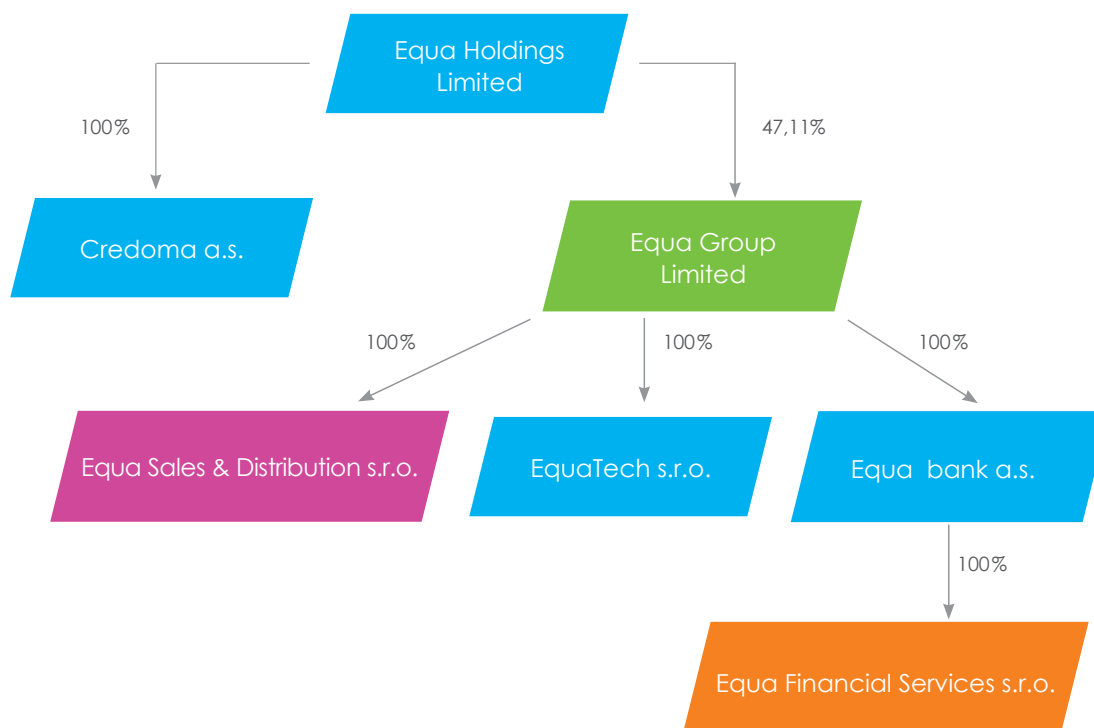 Equa Holdings
Limited
100%
47,11%
Credoma a.s.
Equa Group
Limited
100%
100%
100%
Equa Sales & Distribution s.r.o.
EquaTech s.r.o.
Equa bank a.s.
100%
Equa Financial Services s.r.o.